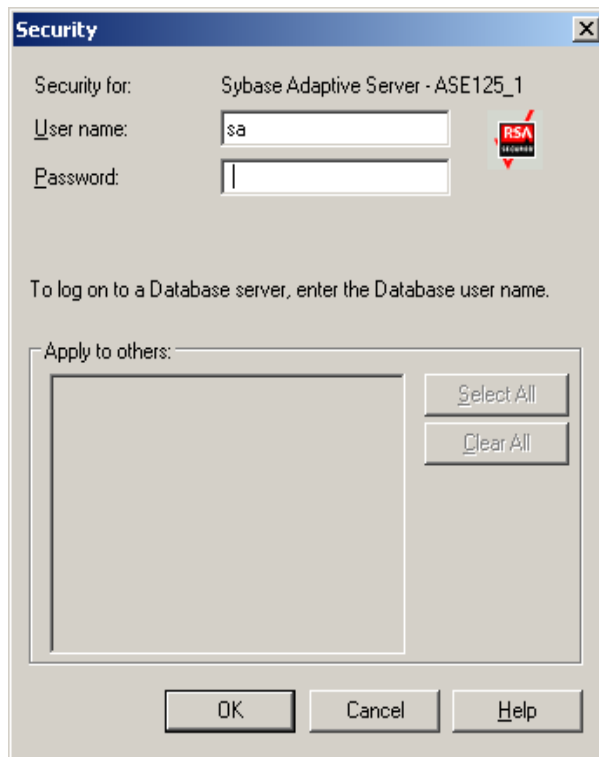 Security
Security for: Sybase Adaptive Server - ASE125_1
User name: sa
RSA
SECURITY
Password:
To log on to a Database server, enter the Database user name.
Apply to others:
Select All
Clear All
OK Cancel Help